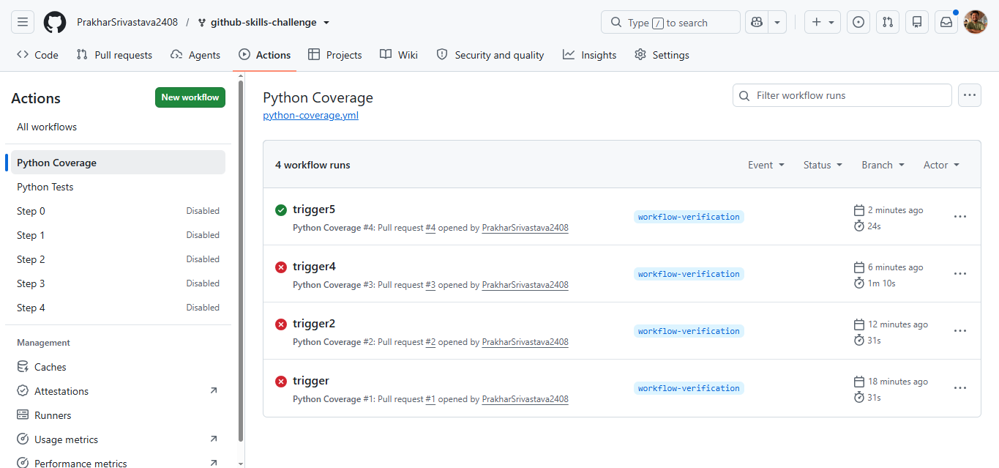 PrakharSrivastava2408 / github-skills-challenge
Type / to search
Code
Pull requests
Agents
Actions
Projects
Wiki
Security and quality
Insights
Settings
Actions
New workflow
All workflows
Python Coverage
Python Tests
Step 0 Disabled
Step 1 Disabled
Step 2 Disabled
Step 3 Disabled
Step 4 Disabled
Management
Caches
Attestations
Runners
Usage metrics
Performance metrics
Python Coverage
python-coverage.yml
Filter workflow runs
4 workflow runs
Event
Status
Branch
Actor
trigger5
Python Coverage #4: Pull request #4 opened by PrakharSrivastava2408
workflow-verification
2 minutes ago
24s
trigger4
Python Coverage #3: Pull request #3 opened by PrakharSrivastava2408
workflow-verification
6 minutes ago
1m 10s
trigger2
Python Coverage #2: Pull request #2 opened by PrakharSrivastava2408
workflow-verification
12 minutes ago
31s
trigger
Python Coverage #1: Pull request #1 opened by PrakharSrivastava2408
workflow-verification
18 minutes ago
31s